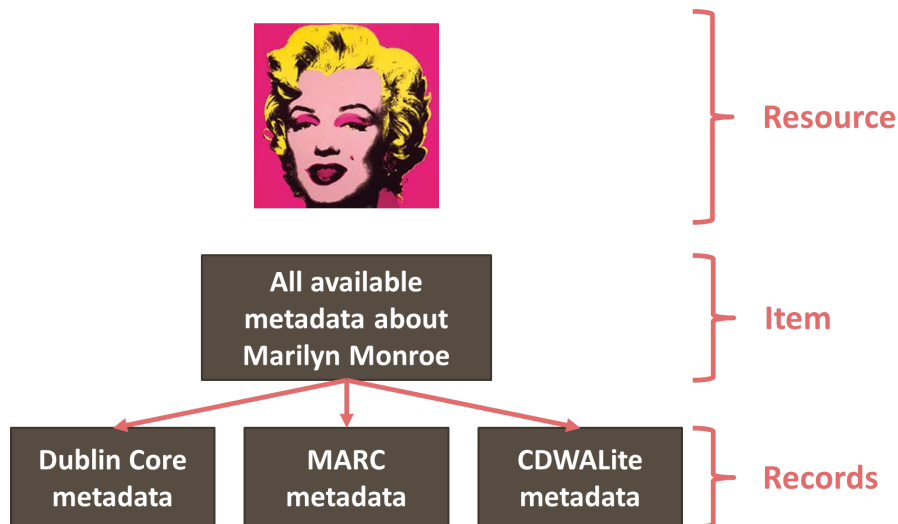 Resource
All available
metadata about
Marilyn Monroe
Item
Dublin Core
metadata
MARC
metadata
CDWALite
metadata
Records